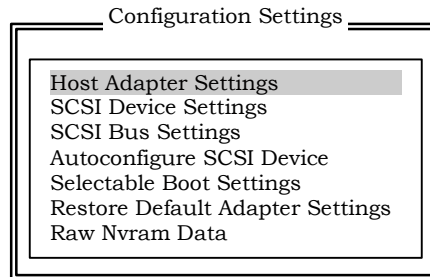 Configuration Settings
Host Adapter Settings
SCSI Device Settings
SCSI Bus Settings
Autoconfigure SCSI Device
Selectable Boot Settings
Restore Default Adapter Settings
Raw Nvram Data